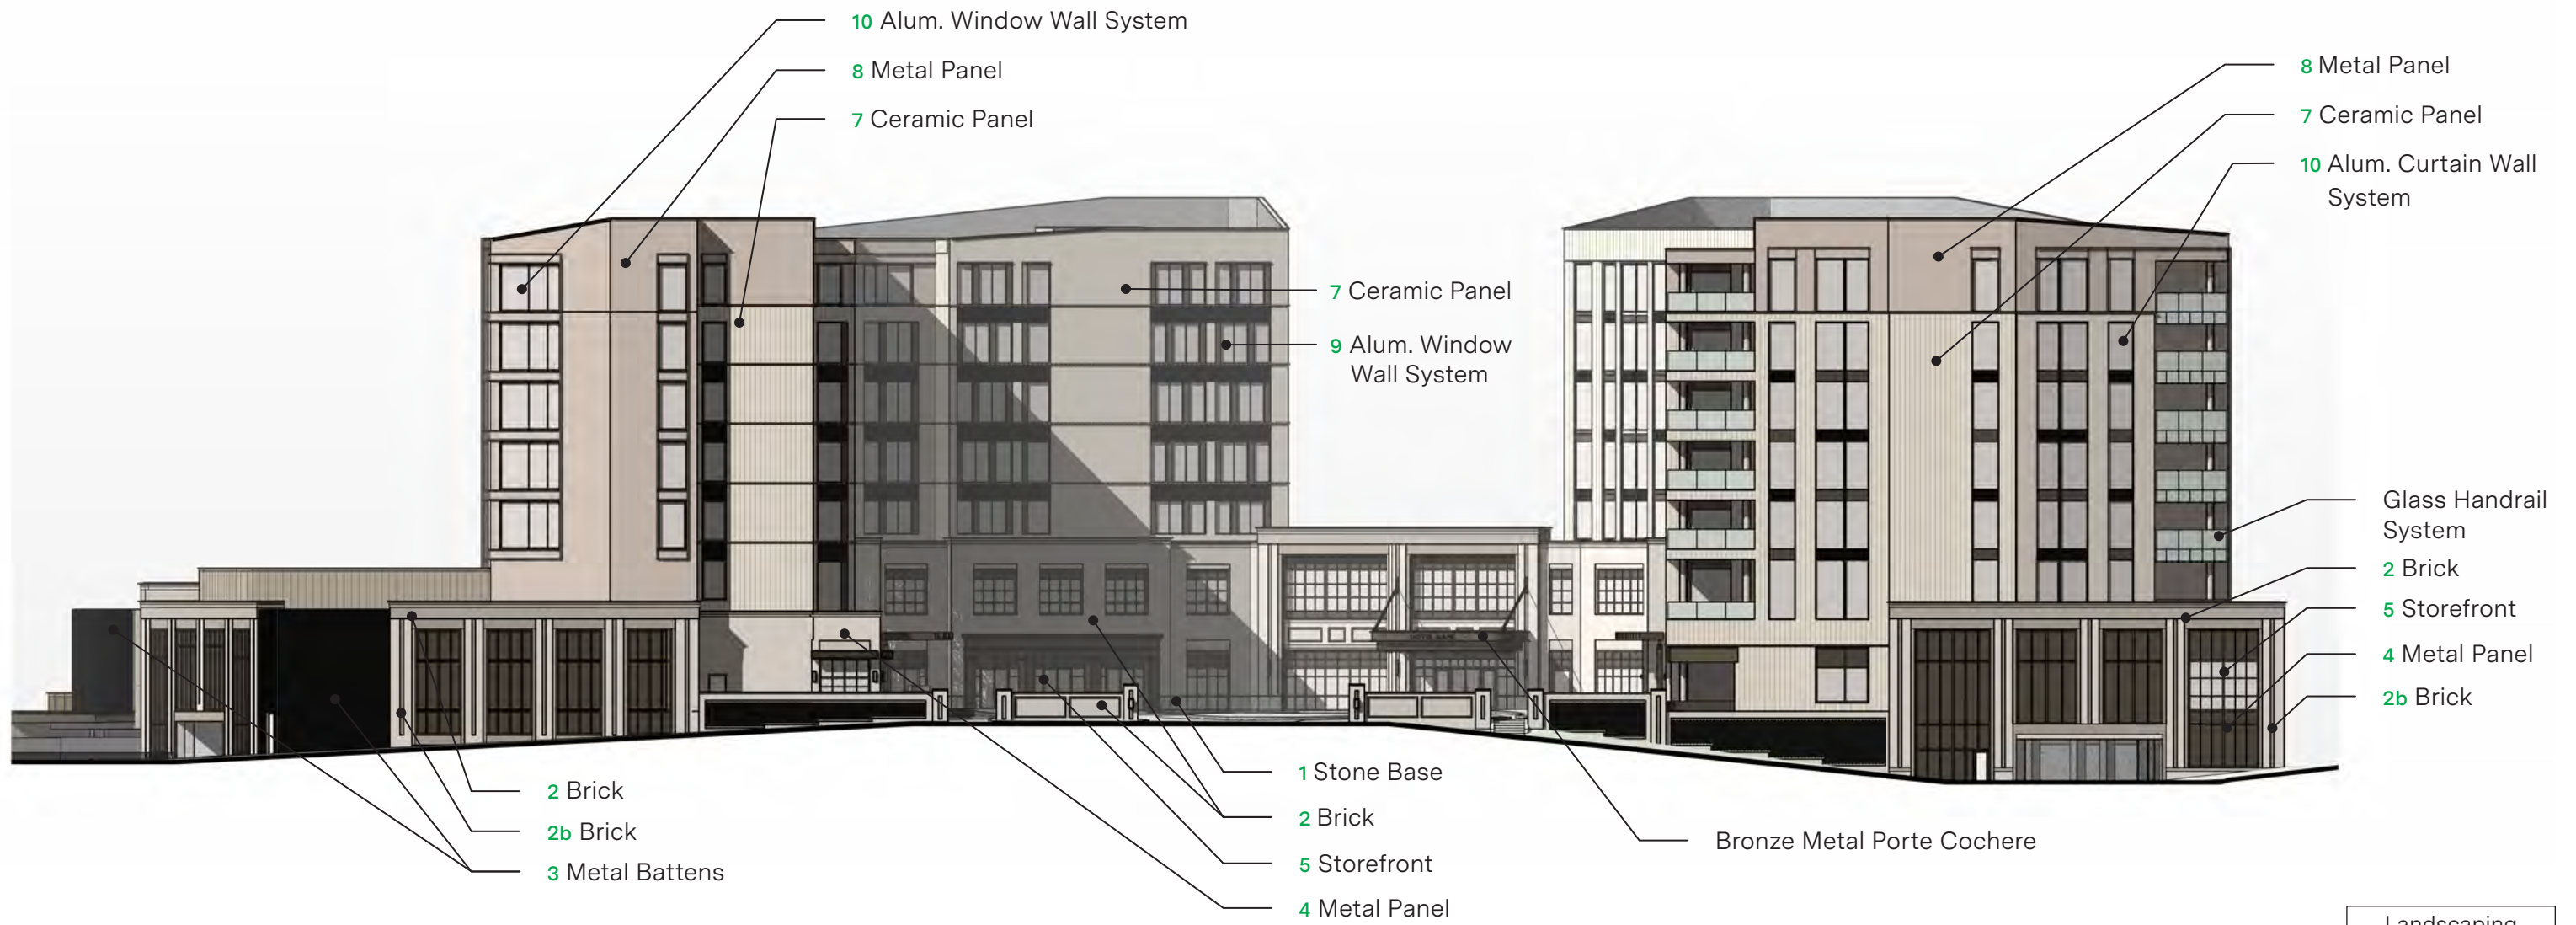 10 Alum. Window Wall System
8 Metal Panel
7 Ceramic Panel
8 Metal Panel
7 Ceramic Panel
10 Alum. Curtain Wall
System
7 Ceramic Panel
9 Alum. Window
Wall System
Glass Handrail
System
2 Brick
5 Storefront
4 Metal Panel
2b Brick
2 Brick
2b Brick
3 Metal Battens
1 Stone Base
2 Brick
5 Storefront
4 Metal Panel
Bronze Metal Porte Cochere
Landscaping